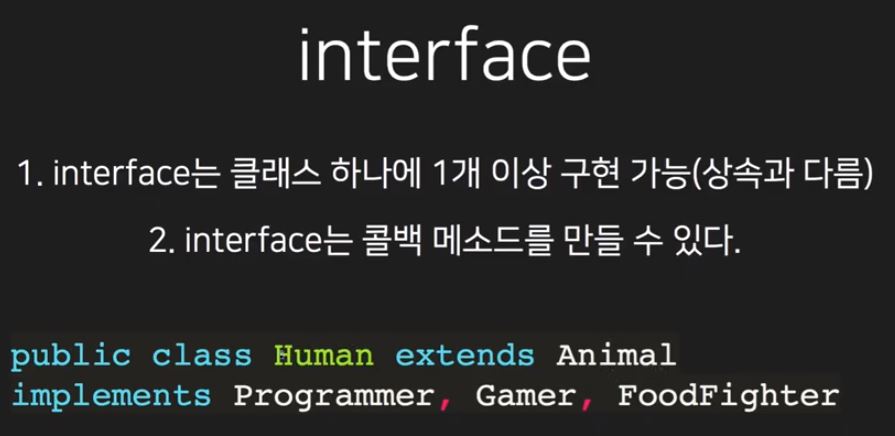 interface
1. interface는 클래스 하나에 1개 이상 구현 가능(상속과 다름)
2. interface는 콜백 메소드를 만들 수 있다.
public class Human extends Animal
implements Programmer, Gamer, FoodFighter